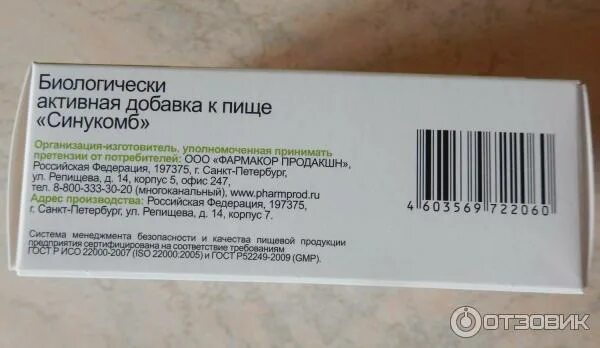 Биологически
активная добавка к пище
«Синукомб»
Организация-изготовитель, уполномоченная принимать
претензии от потребителей: ООО «ФАРМАКОР ПРОДАКШН»,
Российская Федерация, 197375, г. Санкт-Петербург,
ул. Репищева, д. 14, корпус 5, офис 247,
тел. 8-800-333-30-20 (многоканальный), www.pharmprod.ru
Адрес производства: Российская Федерация, 197375,
г. Санкт-Петербург, ул. Репищева, д. 14, корпус 7.
Система менеджмента безопасности и качества пищевой продукции
предприятия сертифицирована на соответствие требованиям
ГОСТ Р ИСО 22000-2007 (ISO 22000:2005) и ГОСТ Р52249-2009 (GMP).
4 603569 722060
ОТЗОВИК